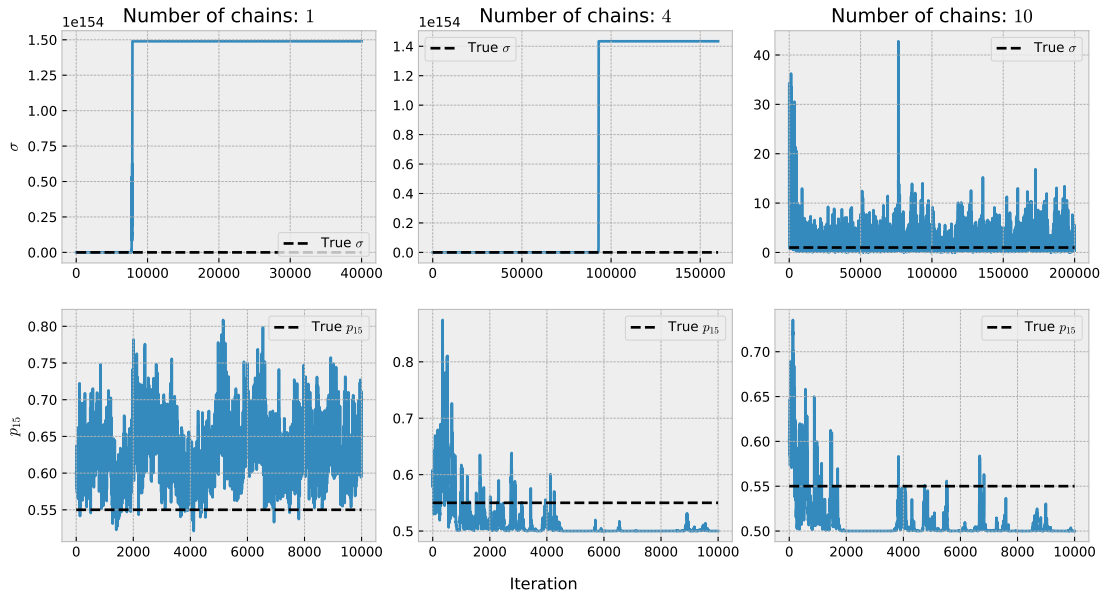 Number of chains: 1
Number of chains: 4
Number of chains: 10
1e154
1.50
1.25
1.00
0.75
0.50
0.25
0.00
σ
True σ
0 10000 20000 30000 40000
1e154
1.4
1.2
1.0
0.8
0.6
0.4
0.2
0.0
True σ
0 50000 100000 150000
40
30
20
10
0
True σ
0 50000 100000 150000 200000
0.80
0.75
0.70
0.65
0.60
0.55
p15
True p15
0 2000 4000 6000 8000 10000
0.8
0.7
0.6
0.5
True p15
0 2000 4000 6000 8000 10000
0.70
0.65
0.60
0.55
0.50
True p15
0 2000 4000 6000 8000 10000
Iteration